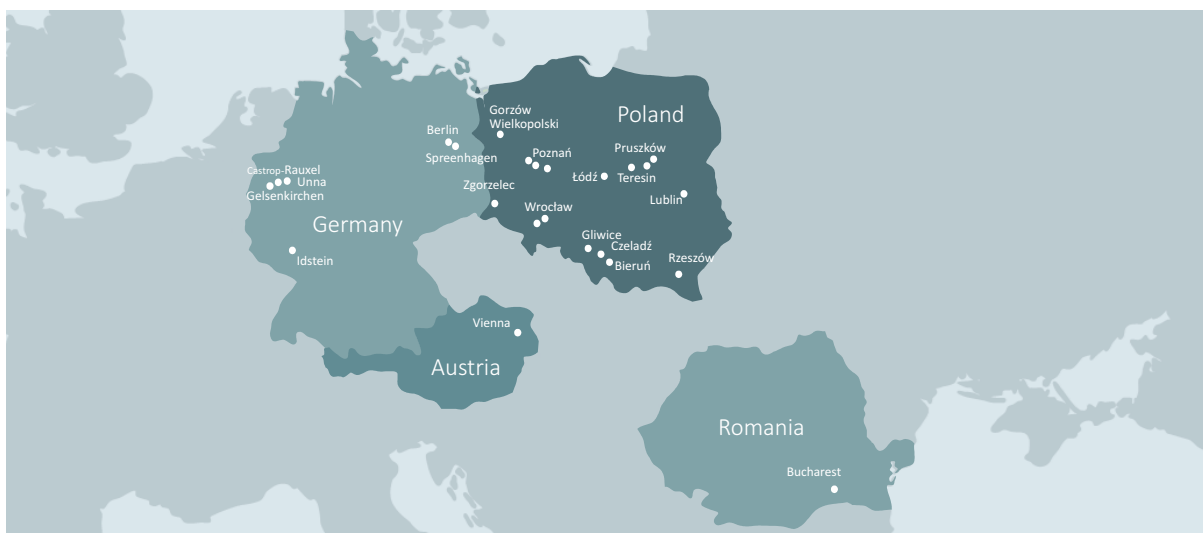 Gorzów
Wielkopolski
Poland
Berlin
Spreenhagen
Poznań
Pruszków
Teresin
Łódź
Castrop-Rauxel
Unna
Gelsenkirchen
Zgorzelec
Lublin
Wrocław
Germany
Gliwice
Czeladź
Bieruń
Rzeszów
Idstein
Vienna
Austria
Romania
Bucharest